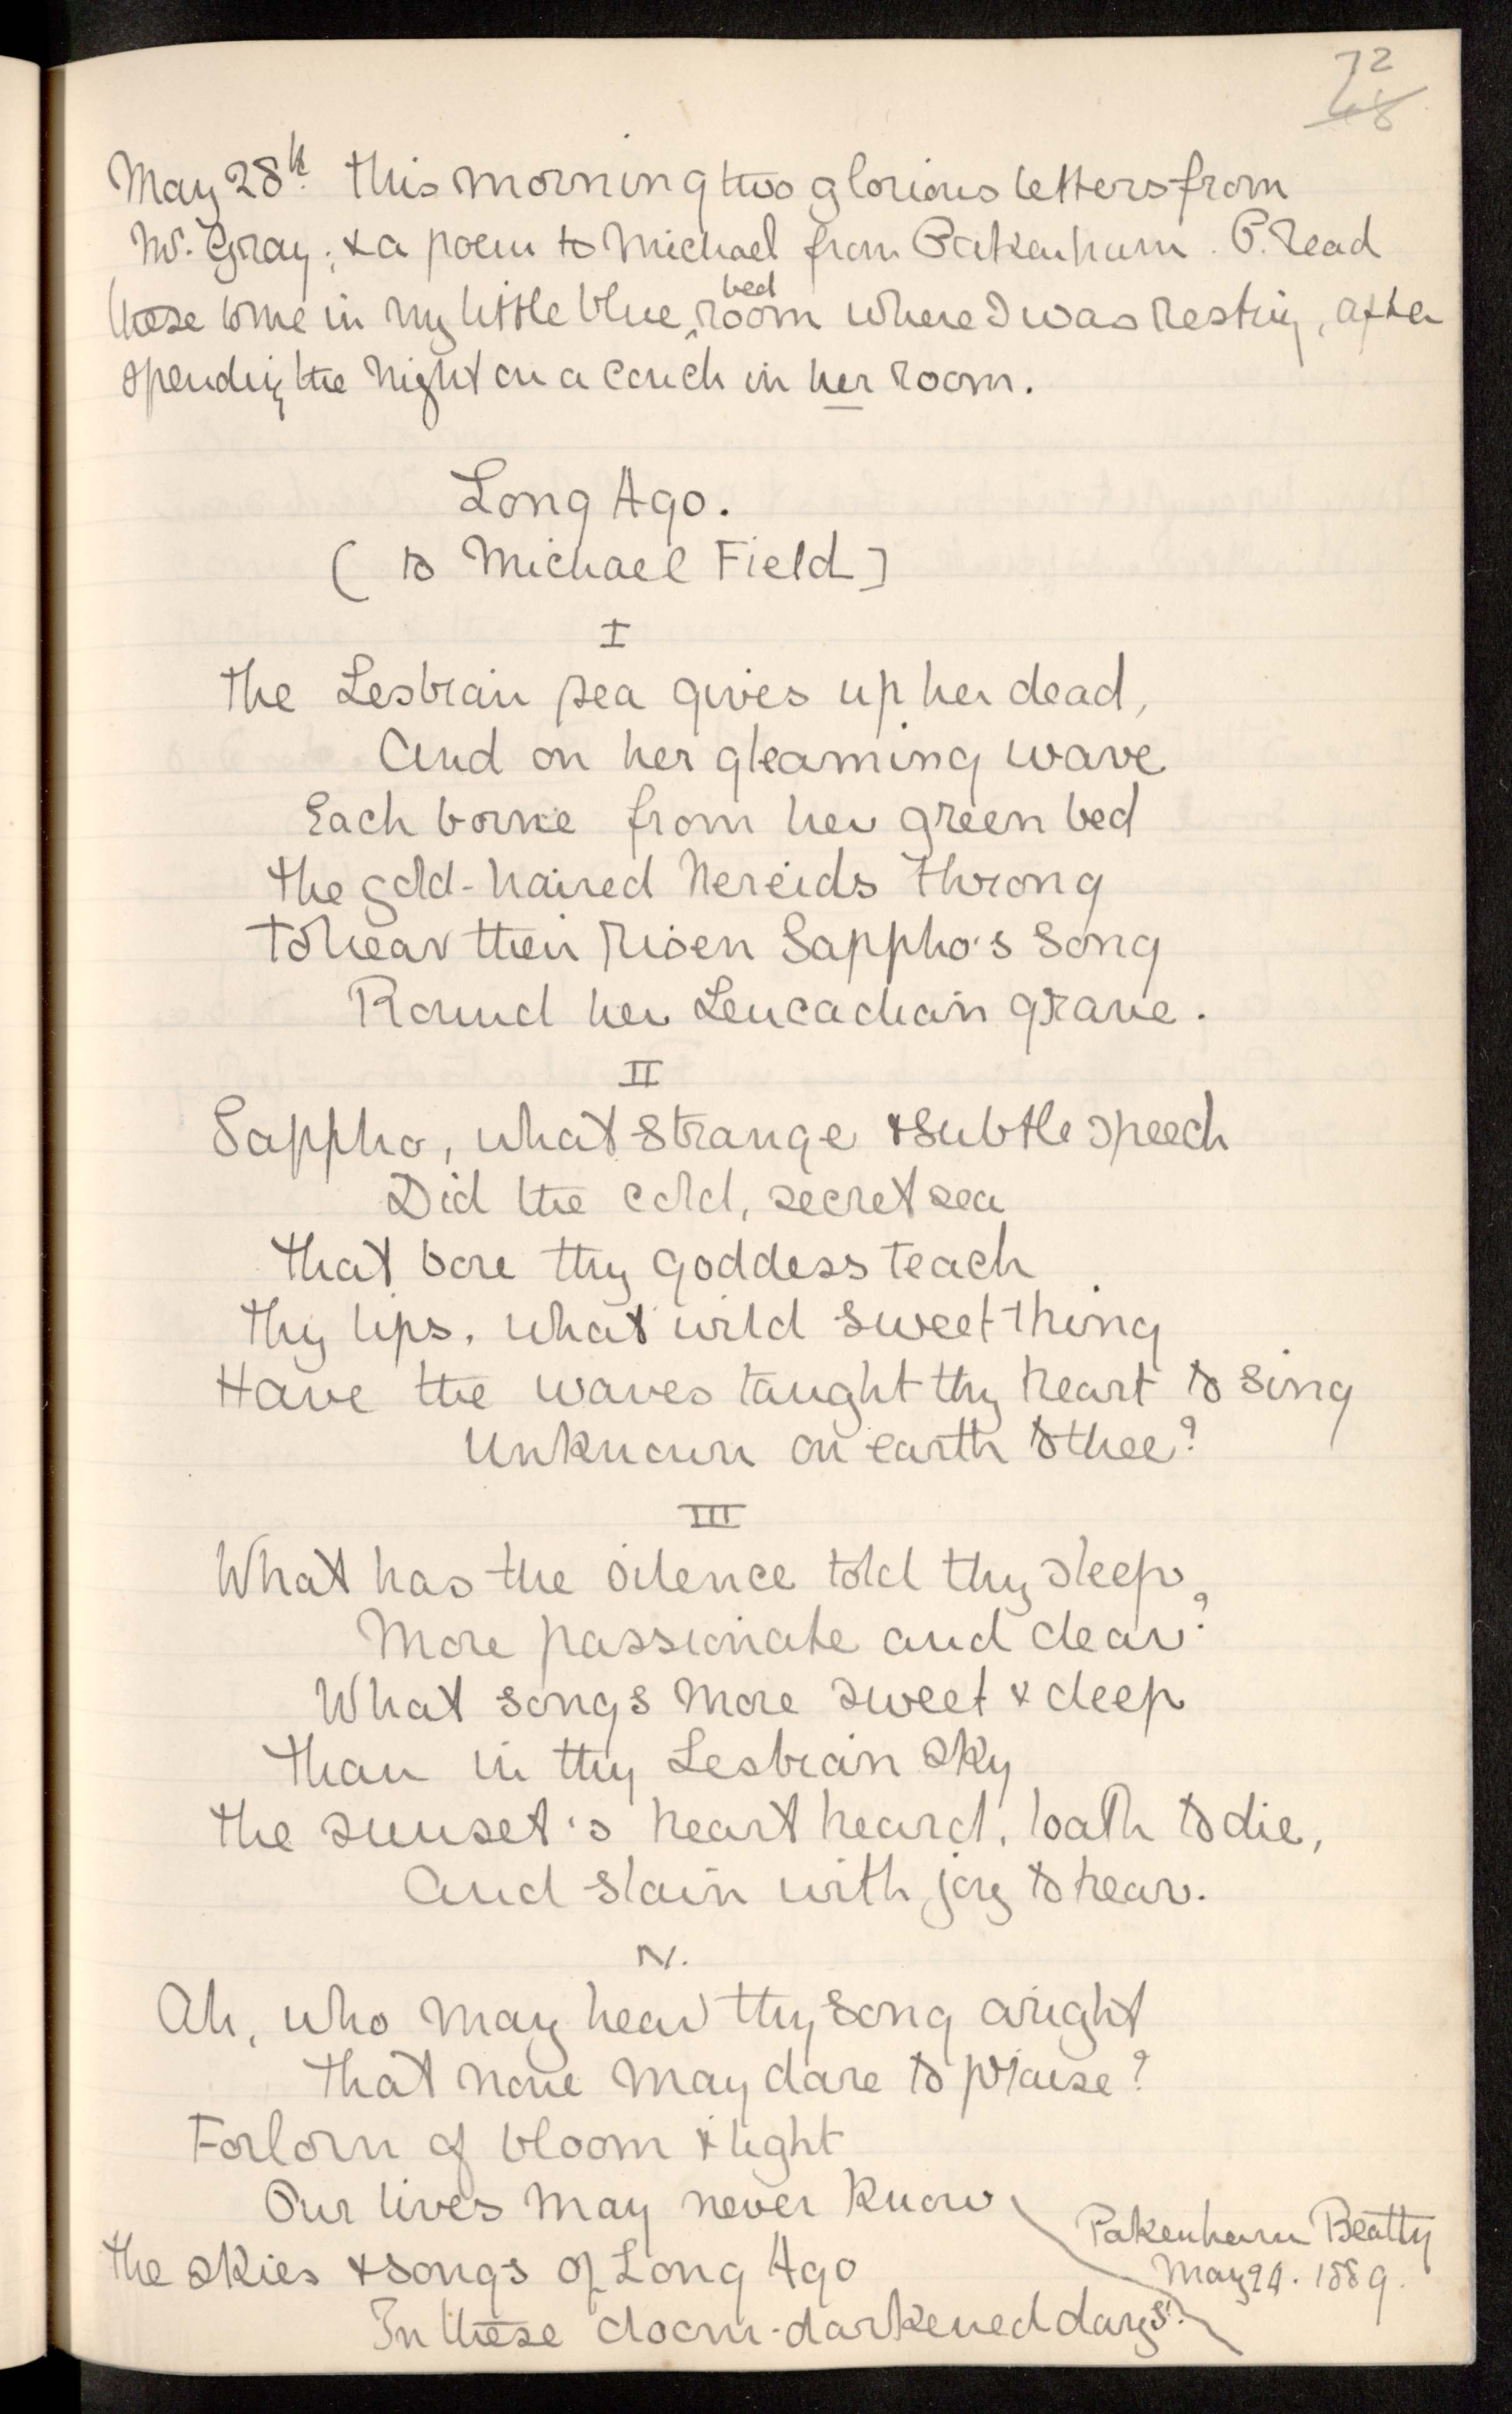 72
68
May 28th. This morning two glorious letters from
Mr. Gray; & a poem to Michael from Pakenham. P. read
these to me in my little blue bed room where I was resting, after
spending the night on a couch in her room.
Long Ago.
( to Michael Field ]
I
The Lesbian sea gives up her dead,
And on her gleaming wave
Each borne from her green bed
The gold-haired Nereids throng
To hear their risen Sappho's song
Round her Leucadian grave.
II
Sappho, what strange & subtle speech
Did the cold, secret sea
That bore thy goddess teach
Thy lips, what wild sweet thing
Have the waves taught thy heart to sing
Unknown on earth to thee?
III
What has the silence told thy sleep
More passionate and dear?
What songs more sweet & deep
Than in thy Lesbian sky
The sunset's heart heard, loath to die,
And slain with joy to hear.
IV.
Ah, who may hear thy song aright
That none may dare to praise?
Forlorn of bloom & light
Our lives may never know
The skies & songs of Long Ago
In these doom-darkened days!
Pakenham Beatty
May 24. 1889.